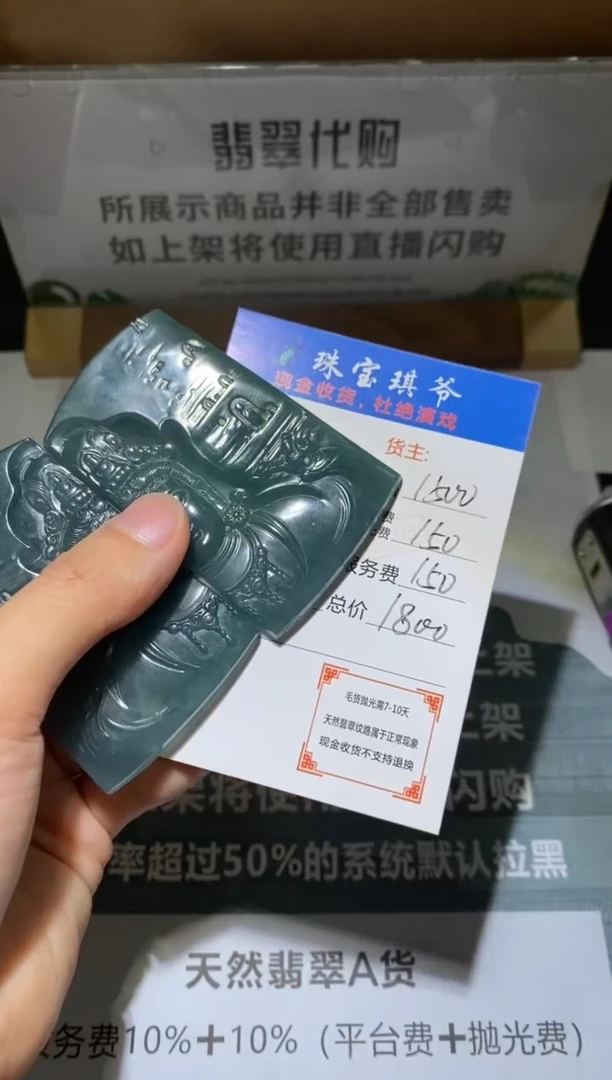 翡翠代购
所展示商品并非全部售卖
如上架将使用直播闪购
珠宝琪爷
现金收货，杜绝演戏
货主:
1500
费
费 150
服务费 150
总价 1800
毛货抛光需7-10天
天然翡翠纹路属于正常现象
现金收货不支持退换
上架
上架
架将使 闪购
率超过50%的系统默认拉黑
天然翡翠A货
务费10%+10%（平台费+抛光费）